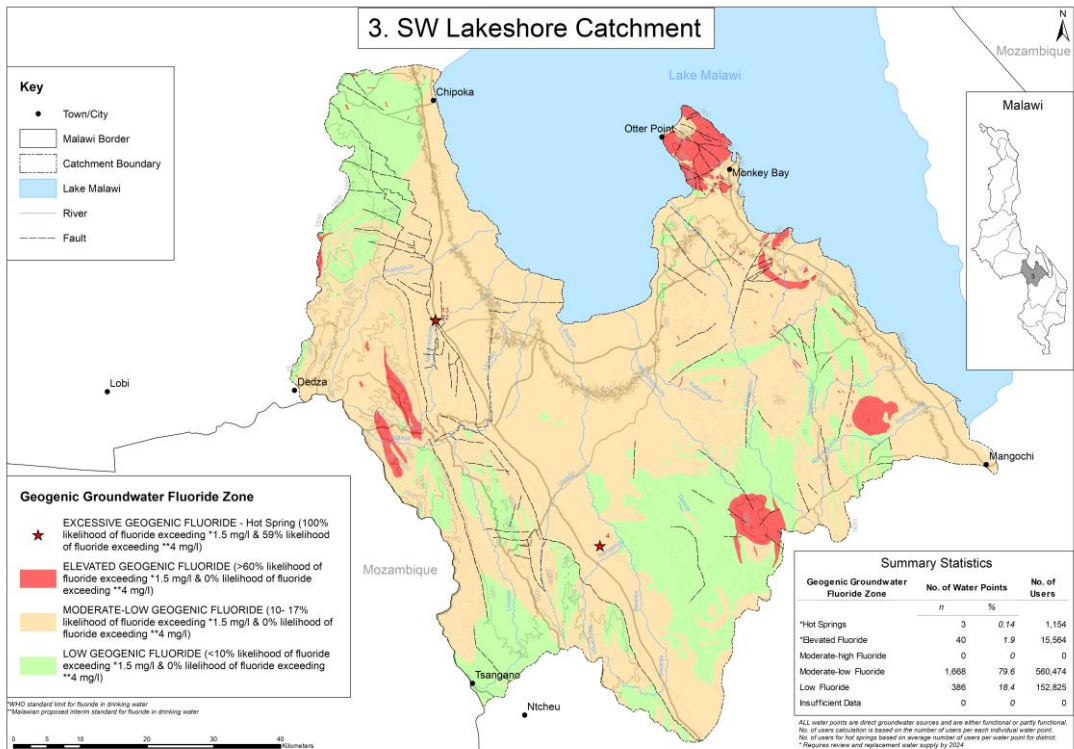 3. SW Lakeshore Catchment
N
Mozambique
Lake Malawi
Key
Town/City
Malawi Border
Catchment Boundary
Lake Malawi
River
Fault
Chipoka
Otter Point
Monkey Bay
Malawi
3
Lobi
Dedza
Mangochi
4
Mozambique
Tsangano
Ntcheu
Geogenic Groundwater Fluoride Zone
EXCESSIVE GEOGENIC FLUORIDE - Hot Spring (100%
likelihood of fluoride exceeding *1.5 mg/l & 59% likelihood
of fluoride exceeding **4 mg/l)
ELEVATED GEOGENIC FLUORIDE (>60% likelihood of
fluoride exceeding *1.5 mg/l & 0% lilelihood of fluoride
exceeding **4 mg/l)
MODERATE-LOW GEOGENIC FLUORIDE (10- 17%
likelihood of fluoride exceeding *1.5 mg/l & 0% lilelihood of
fluoride exceeding **4 mg/l)
LOW GEOGENIC FLUORIDE (<10% likelihood of fluoride
exceeding *1.5 mg/l & 0% lilelihood of fluoride exceeding
**4 mg/l)
*WHO standard limit for fluoride in drinking water
**Malawian proposed interim standard for fluoride in drinking water
0 5 10 20 30 40
Kilometers
Summary Statistics
Geogenic Groundwater Fluoride Zone No. of Water Points No. of Users
n %
*Hot Springs 3 0.14 1,154
*Elevated Fluoride 40 1.9 15,564
Moderate-high Fluoride 0 0 0
Moderate-low Fluoride 1,668 79.6 560,474
Low Fluoride 386 18.4 152,825
Insufficient Data 0 0 0
ALL water points are direct groundwater sources and are either functional or partly functional.
No. of users calculation is based on the number of users per each individual water point.
No. of users for hot springs based on average number of users per water point for district.
* Requires review and replacement water supply by 2024